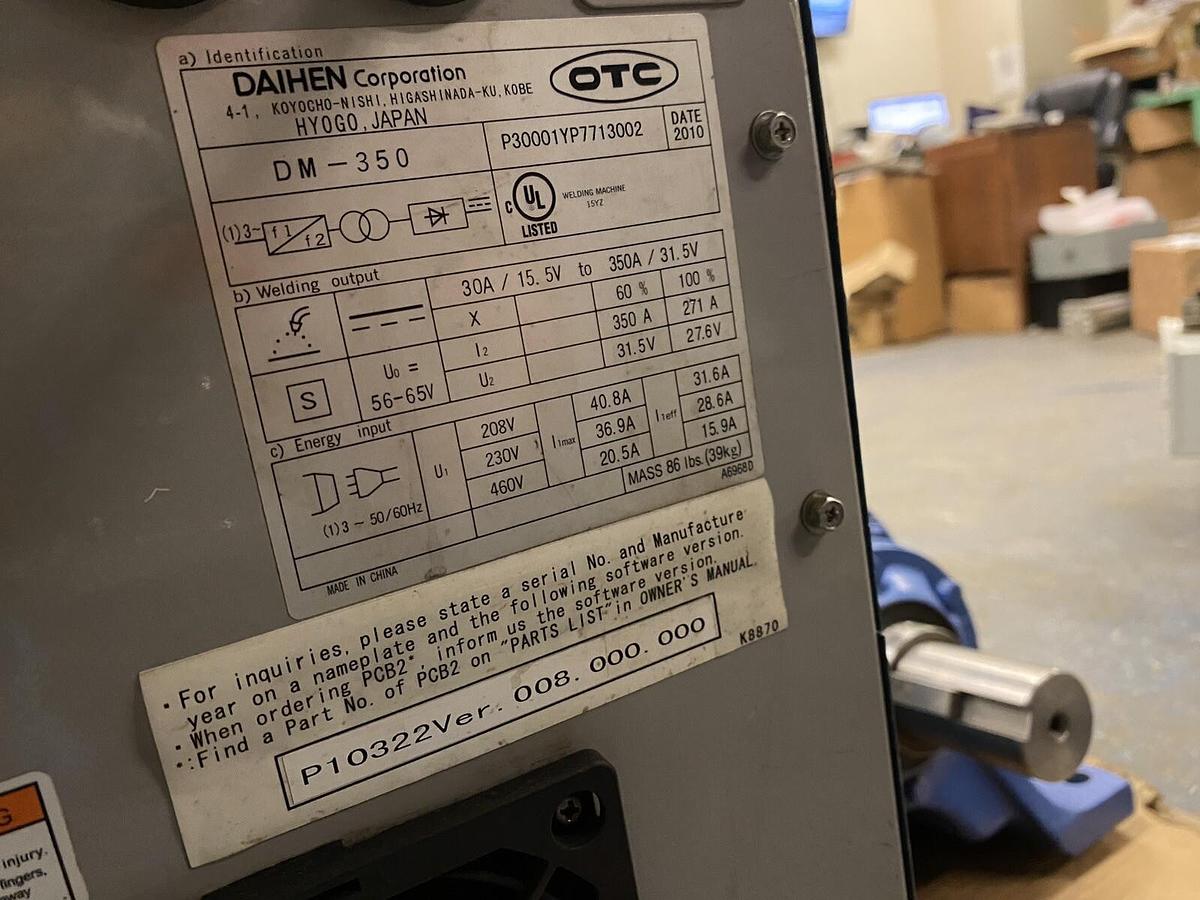 a) Identification
DAIHEN Corporation
4-1, KOYOCHO-NISHI, HIGASHINADA-KU, KOBE
HYOGO, JAPAN
OTC
DM-350
P30001YP7713002
DATE 2010
(1)3~ f1 f2
c UL LISTED
WELDING MACHINE
15YZ
b) Welding output
30A / 15.5V to 350A / 31.5V
X 60 % 100 %
I2 350 A 271 A
U2 31.5V 27.6V
S
U0 =
56-65V
c) Energy input
U1
208V
230V
460V
I1max
40.8A
36.9A
20.5A
I1eff
31.6A
28.6A
15.9A
(1)3 ~ 50/60Hz
MASS 86 lbs. (39kg)
A6968D
MADE IN CHINA
・For inquiries, please state a serial No. and Manufacture
year on a nameplate and the following software version.
・When ordering PCB2*, inform us the software version.
*:Find a Part No. of PCB2 on "PARTS LIST" in OWNER'S MANUAL.
P10322Ver. 008. 000. 000
K8870
G
injury.
fingers,
way